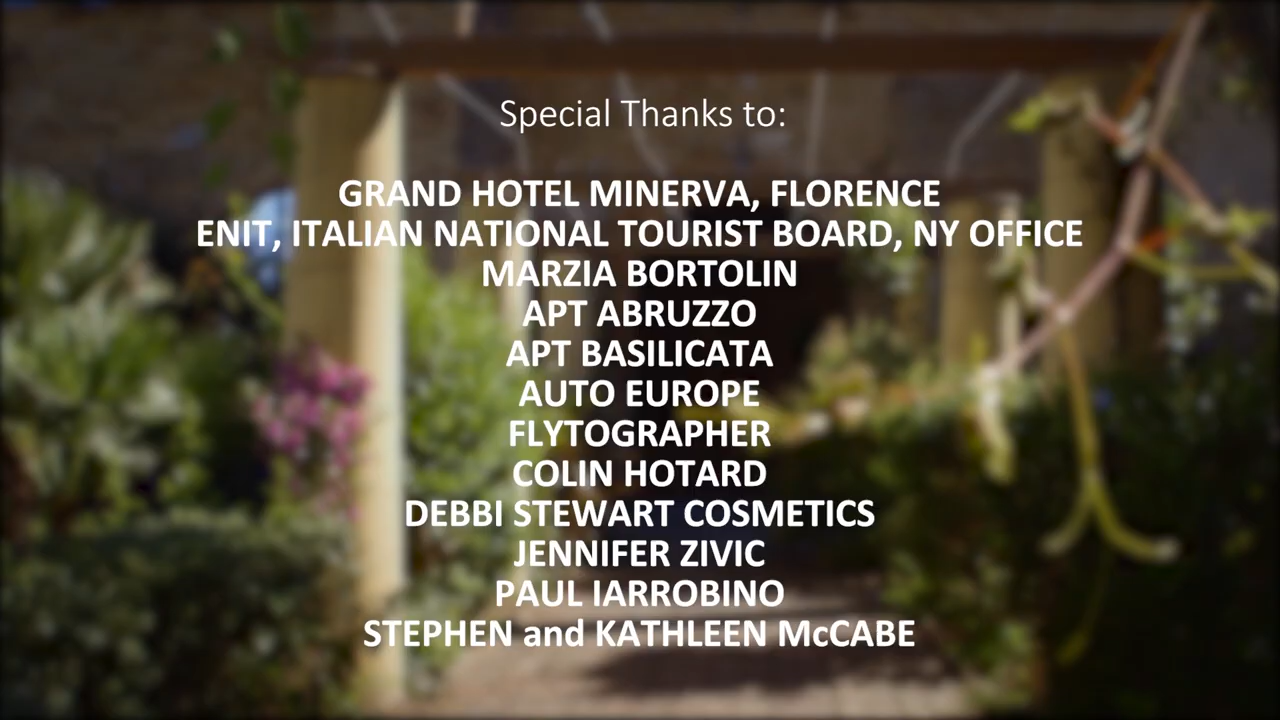 Special Thanks to:
GRAND HOTEL MINERVA, FLORENCE
ENIT, ITALIAN NATIONAL TOURIST BOARD, NY OFFICE
MARZIA BORTOLIN
APT ABRUZZO
APT BASILICATA
AUTO EUROPE
FLYTOGRAPHER
COLIN HOTARD
DEBBI STEWART COSMETICS
JENNIFER ZIVIC
PAUL IARROBINO
STEPHEN and KATHLEEN McCABE